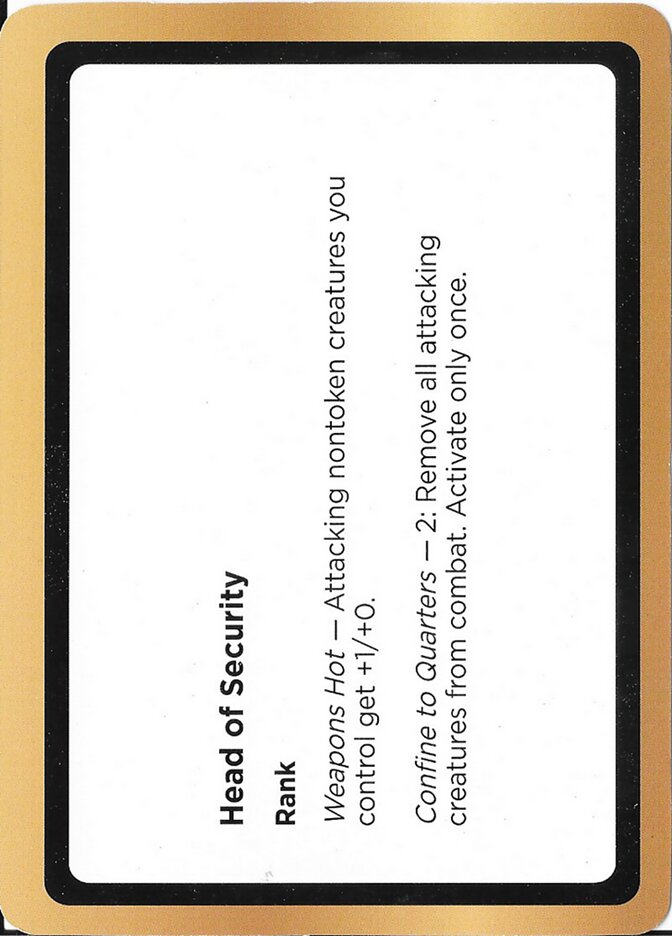 Head of Security
Rank
Weapons Hot — Attacking nontoken creatures you
control get +1/+0.
Confine to Quarters — 2: Remove all attacking
creatures from combat. Activate only once.